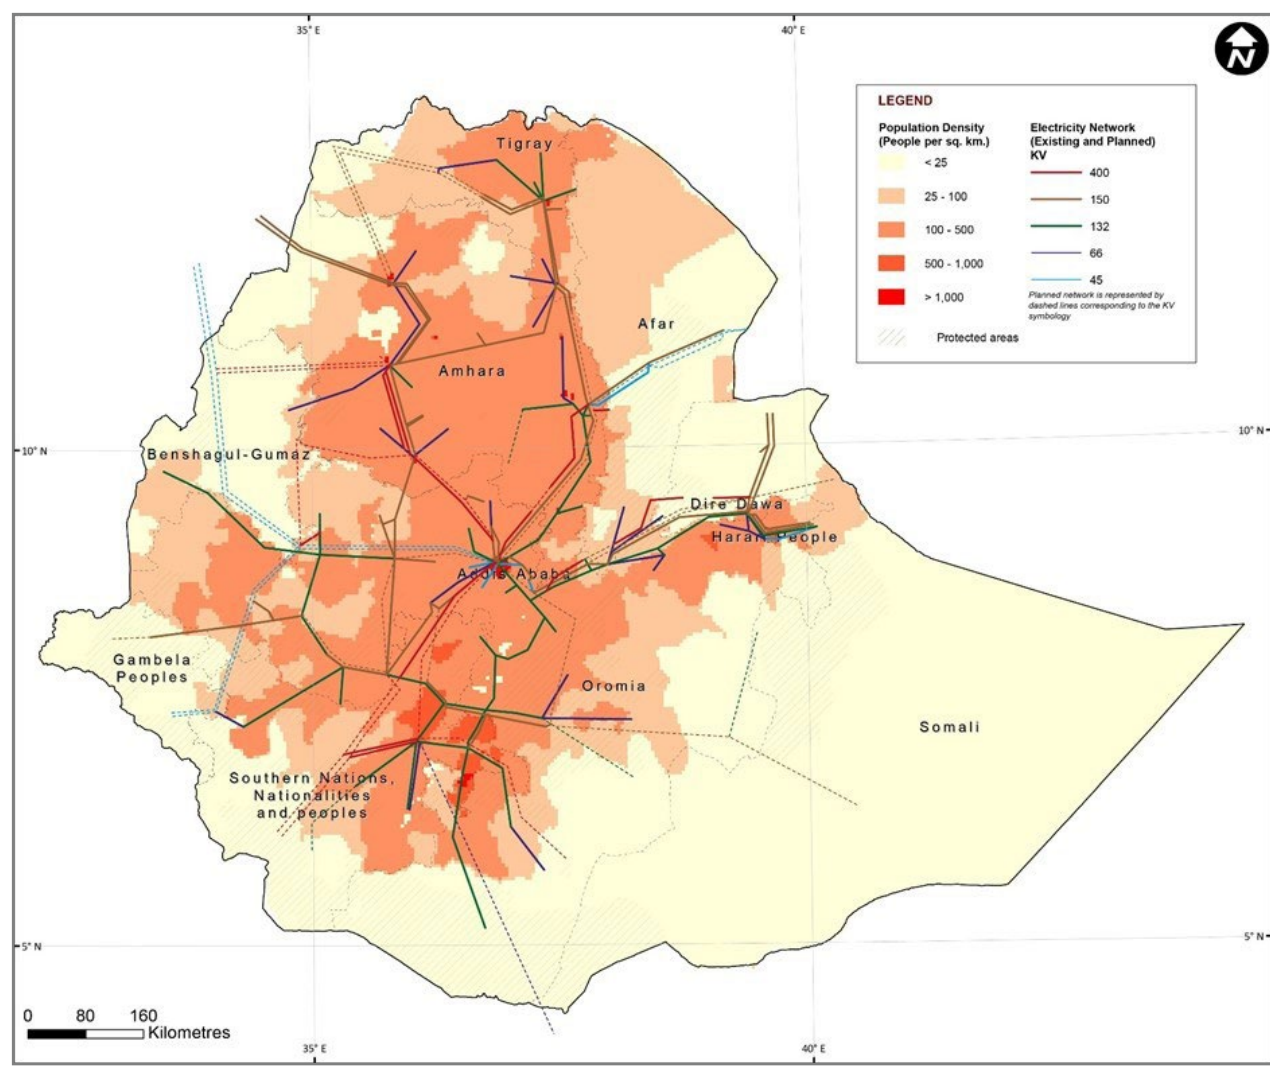 35° E
40° E
N
LEGEND
Population Density
(People per sq. km.)
< 25
25 - 100
100 - 500
500 - 1,000
> 1,000
Protected areas
Electricity Network
(Existing and Planned)
KV
400
150
132
66
45
Planned network is represented by
dashed lines corresponding to the KV
symbology
Tigray
Afar
Amhara
10° N
10° N
Benshagul-Gumaz
Dire Dawa
Harari People
Addis Ababa
Gambela
Peoples
Oromia
Somali
Southern Nations,
Nationalities
and peoples
5° N
5° N
0 80 160
Kilometres
35° E
40° E